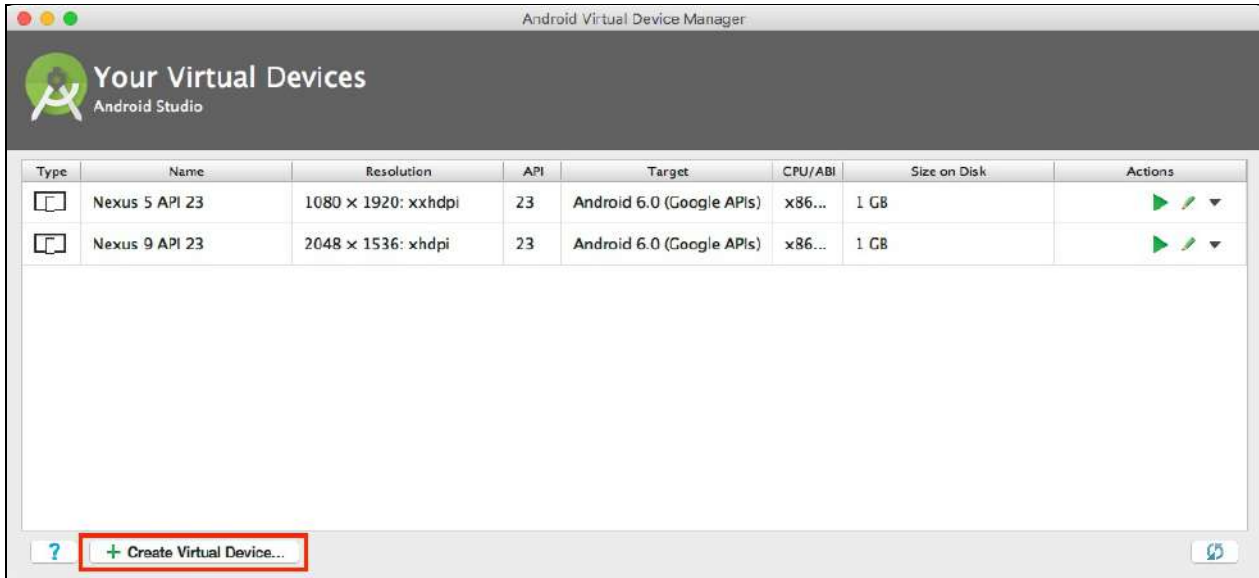 Android Virtual Device Manager
Your Virtual Devices
Android Studio
Type Name Resolution API Target CPU/ABI Size on Disk Actions
Nexus 5 API 23 1080 × 1920: xxhdpi 23 Android 6.0 (Google APIs) x86... 1 GB
Nexus 9 API 23 2048 × 1536: xhdpi 23 Android 6.0 (Google APIs) x86... 1 GB
? + Create Virtual Device...